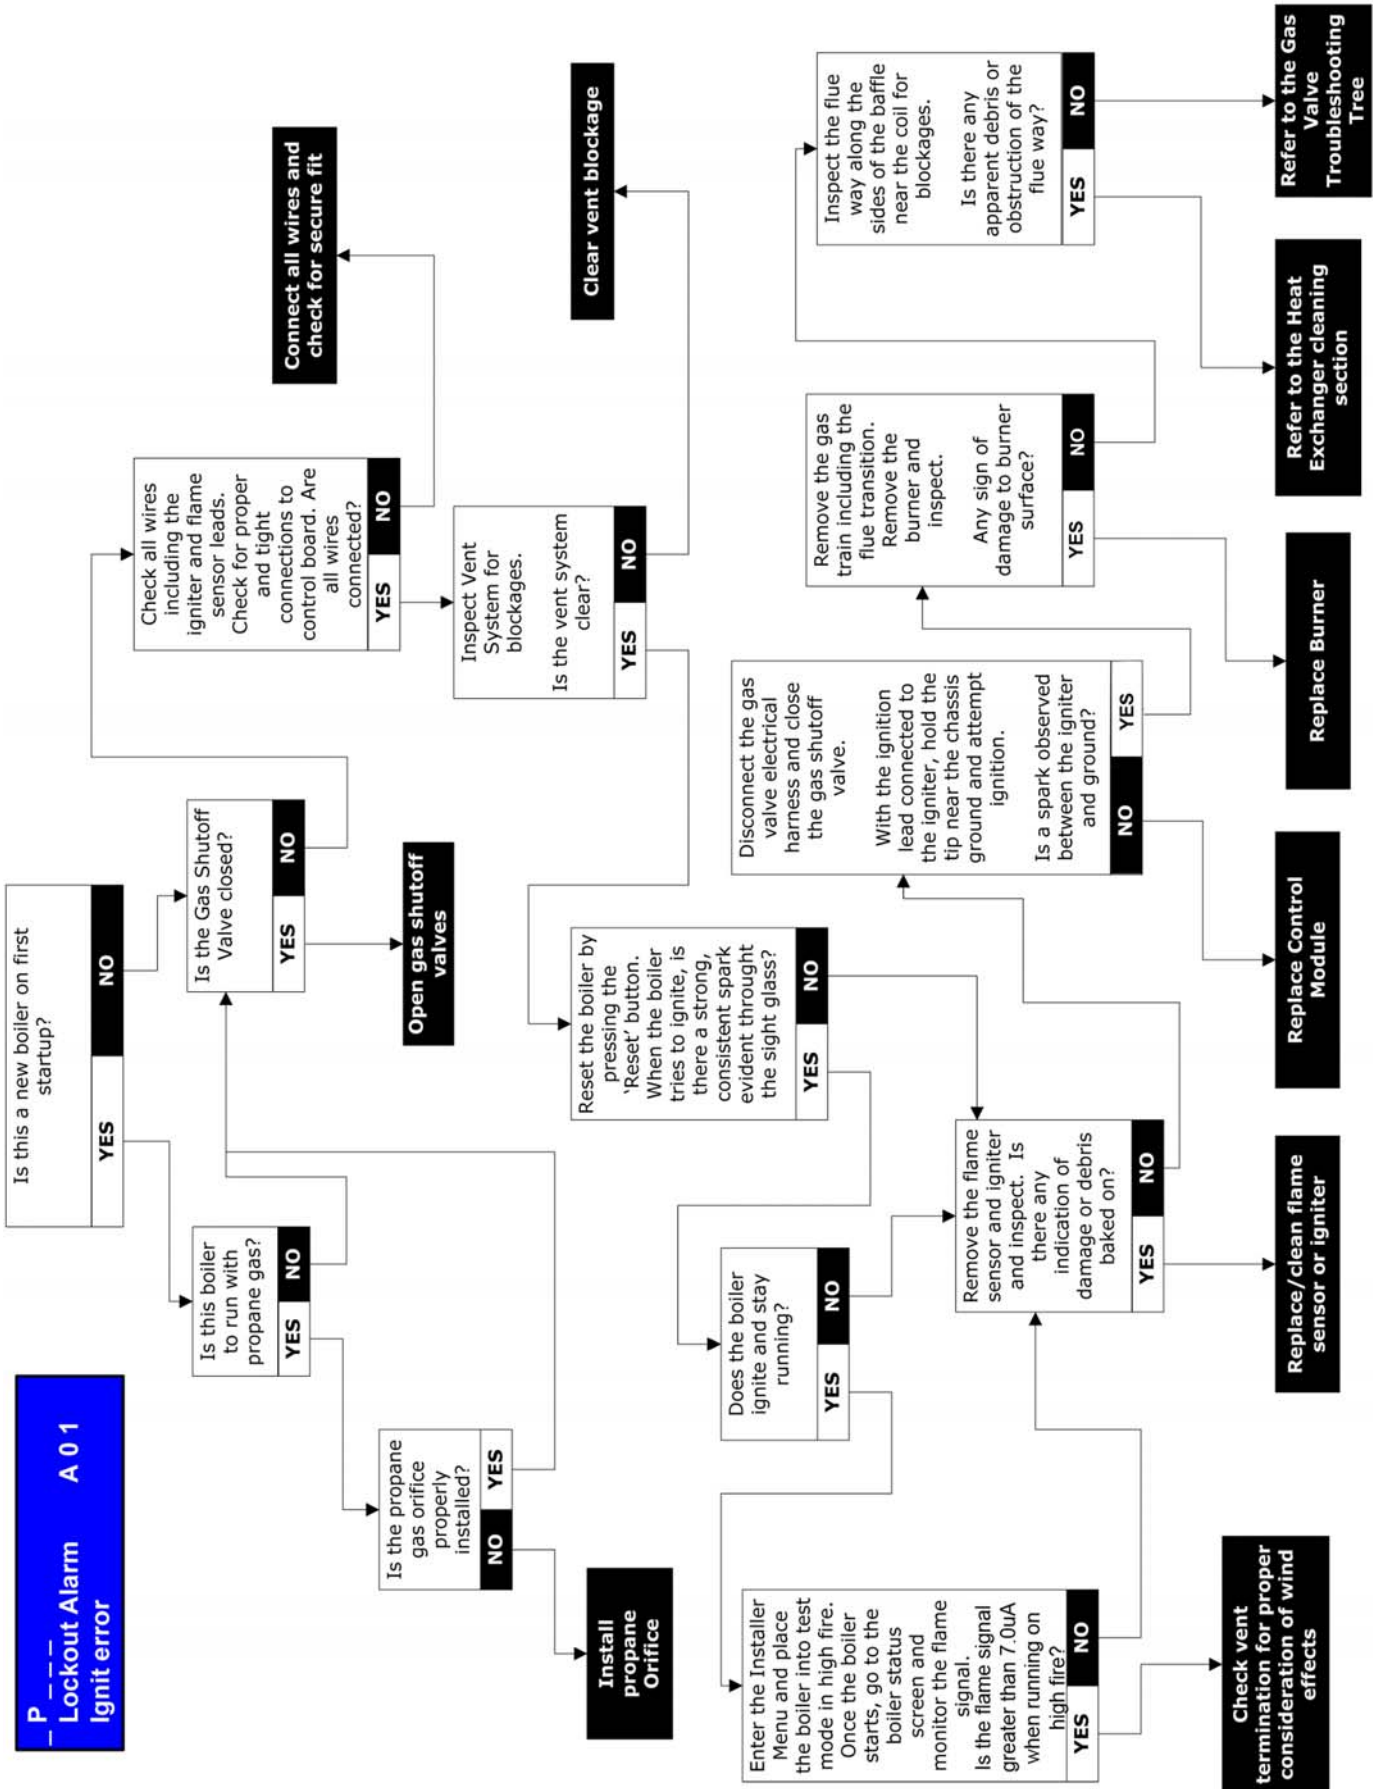 _ P _ _ _
Lockout Alarm A 0 1
Ignit error
Is this a new boiler on first
startup?
YES
NO
Is this boiler
to run with
propane gas?
YES
NO
Is the Gas Shutoff
Valve closed?
YES
NO
Check all wires
including the
igniter and flame
sensor leads.
Check for proper
and tight
connections to
control board. Are
all wires
connected?
YES
NO
Connect all wires and
check for secure fit
Is the propane
gas orifice
properly
installed?
NO
YES
Open gas shutoff
valves
Inspect Vent
System for
blockages.
Is the vent system
clear?
YES
NO
Clear vent blockage
Install
propane
Orifice
Reset the boiler by
pressing the
‘Reset’ button.
When the boiler
tries to ignite, is
there a strong,
consistent spark
evident throught
the sight glass?
YES
NO
Does the boiler
ignite and stay
running?
YES
NO
Enter the Installer
Menu and place
the boiler into test
mode in high fire.
Once the boiler
starts, go to the
boiler status
screen and
monitor the flame
signal.
Is the flame signal
greater than 7.0uA
when running on
high fire?
YES
NO
Remove the flame
sensor and igniter
and inspect. Is
there any
indication of
damage or debris
baked on?
YES
NO
Disconnect the gas
valve electrical
harness and close
the gas shutoff
valve.
With the ignition
lead connected to
the igniter, hold the
tip near the chassis
ground and attempt
ignition.
Is a spark observed
between the igniter
and ground?
NO
YES
Remove the gas
train including the
flue transition.
Remove the
burner and
inspect.
Any sign of
damage to burner
surface?
YES
NO
Inspect the flue
way along the
sides of the baffle
near the coil for
blockages.
Is there any
apparent debris or
obstruction of the
flue way?
YES
NO
Check vent
termination for proper
consideration of wind
effects
Replace/clean flame
sensor or igniter
Replace Control
Module
Replace Burner
Refer to the Heat
Exchanger cleaning
section
Refer to the Gas
Valve
Troubleshooting
Tree